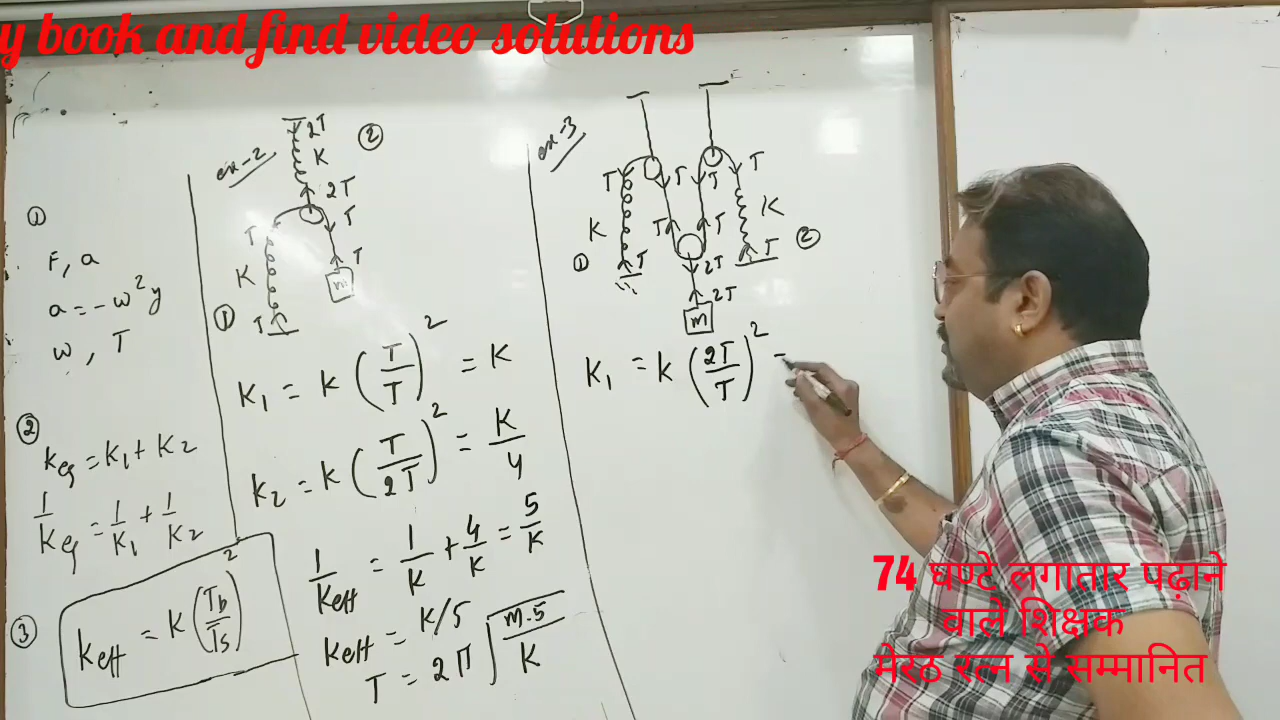 y book and find video solutions
①
F, a
a = - w² y
w, T
②
Keq = K₁ + K₂
1/Keq = 1/K₁ + 1/K₂
③
Keff = K (Tb/Ts)²
ex-2
②
2T
K
2T
T
T
K
T
m
①
T
K₁ = K (T/T)² = K
K₂ = K (T/2T)² = K/4
1/Keff = 1/K + 4/K = 5/K
Keff = K/5
T = 2π √(m.5/K)
ex-3
T
T
T
T
K
K
T
T
①
T
2T
T
②
2T
m
K₁ = K (2T/T)² =
74 घण्टे लगातार पढ़ाने
वाले शिक्षक
मेरठ रत्न से सम्मानित